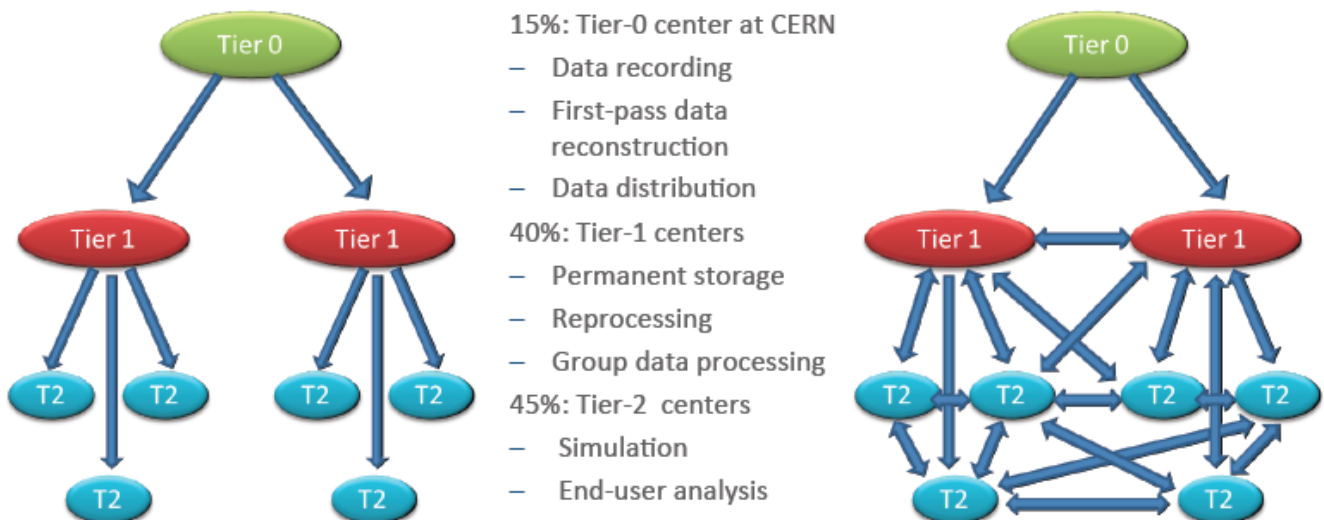 Tier 0
Tier 1
Tier 1
T2
T2
T2
T2
T2
T2
15%: Tier-0 center at CERN
– Data recording
– First-pass data
reconstruction
– Data distribution
40%: Tier-1 centers
– Permanent storage
– Reprocessing
– Group data processing
45%: Tier-2 centers
– Simulation
– End-user analysis
Tier 0
Tier 1
Tier 1
T2
T2
T2
T2
T2
T2